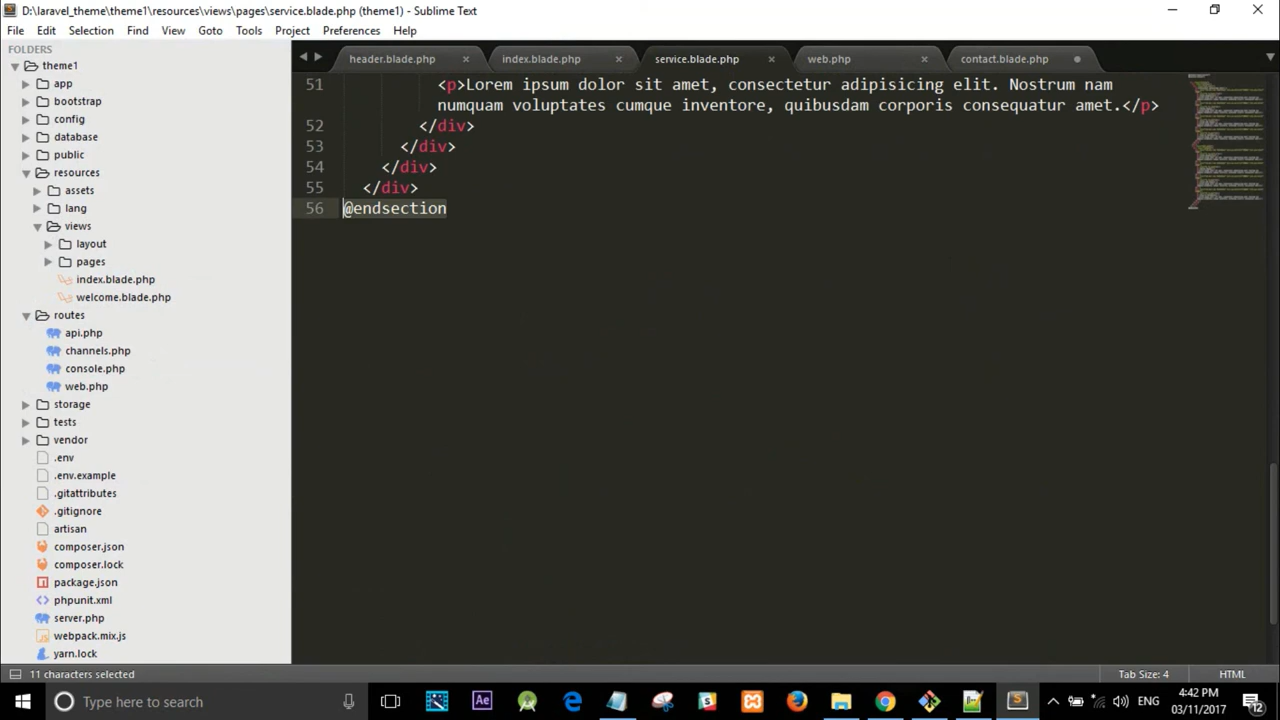 D:\laravel_theme\theme1\resources\views\pages\service.blade.php (theme1) - Sublime Text
File Edit Selection Find View Goto Tools Project Preferences Help
FOLDERS
theme1
app
bootstrap
config
database
public
resources
assets
lang
views
layout
pages
index.blade.php
welcome.blade.php
routes
api.php
channels.php
console.php
web.php
storage
tests
vendor
.env
.env.example
.gitattributes
.gitignore
artisan
composer.json
composer.lock
package.json
phpunit.xml
server.php
webpack.mix.js
yarn.lock
header.blade.php index.blade.php service.blade.php web.php contact.blade.php
51 <p>Lorem ipsum dolor sit amet, consectetur adipisicing elit. Nostrum nam
numquam voluptates cumque inventore, quibusdam corporis consequatur amet.</p>
52 </div>
53 </div>
54 </div>
55 </div>
56 @endsection
11 characters selected Tab Size: 4 HTML
Type here to search
ENG
4:42 PM
03/11/2017
12